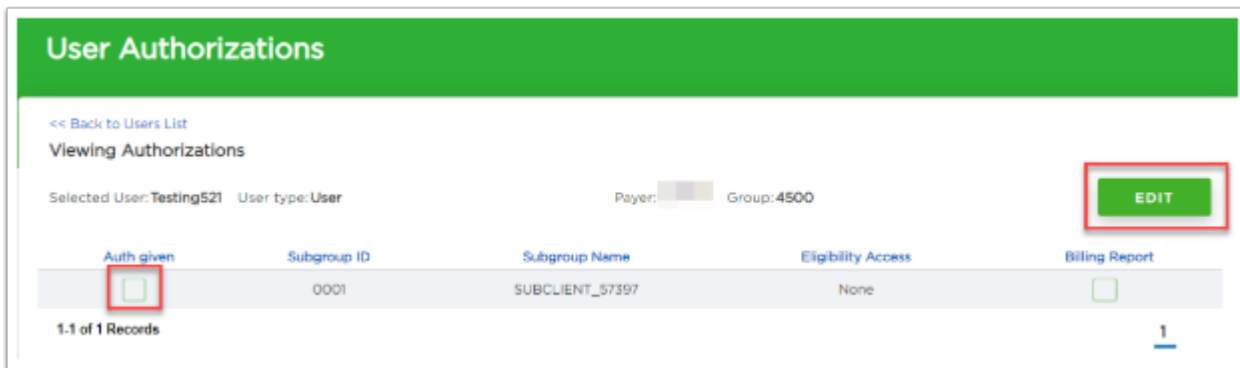 User Authorizations
<< Back to Users List
Viewing Authorizations
Selected User: Testing521 User type: User Payer: Group: 4500 EDIT
Auth given Subgroup ID Subgroup Name Eligibility Access Billing Report
0001 SUBCLIENT_57397 None
1-1 of 1 Records 1